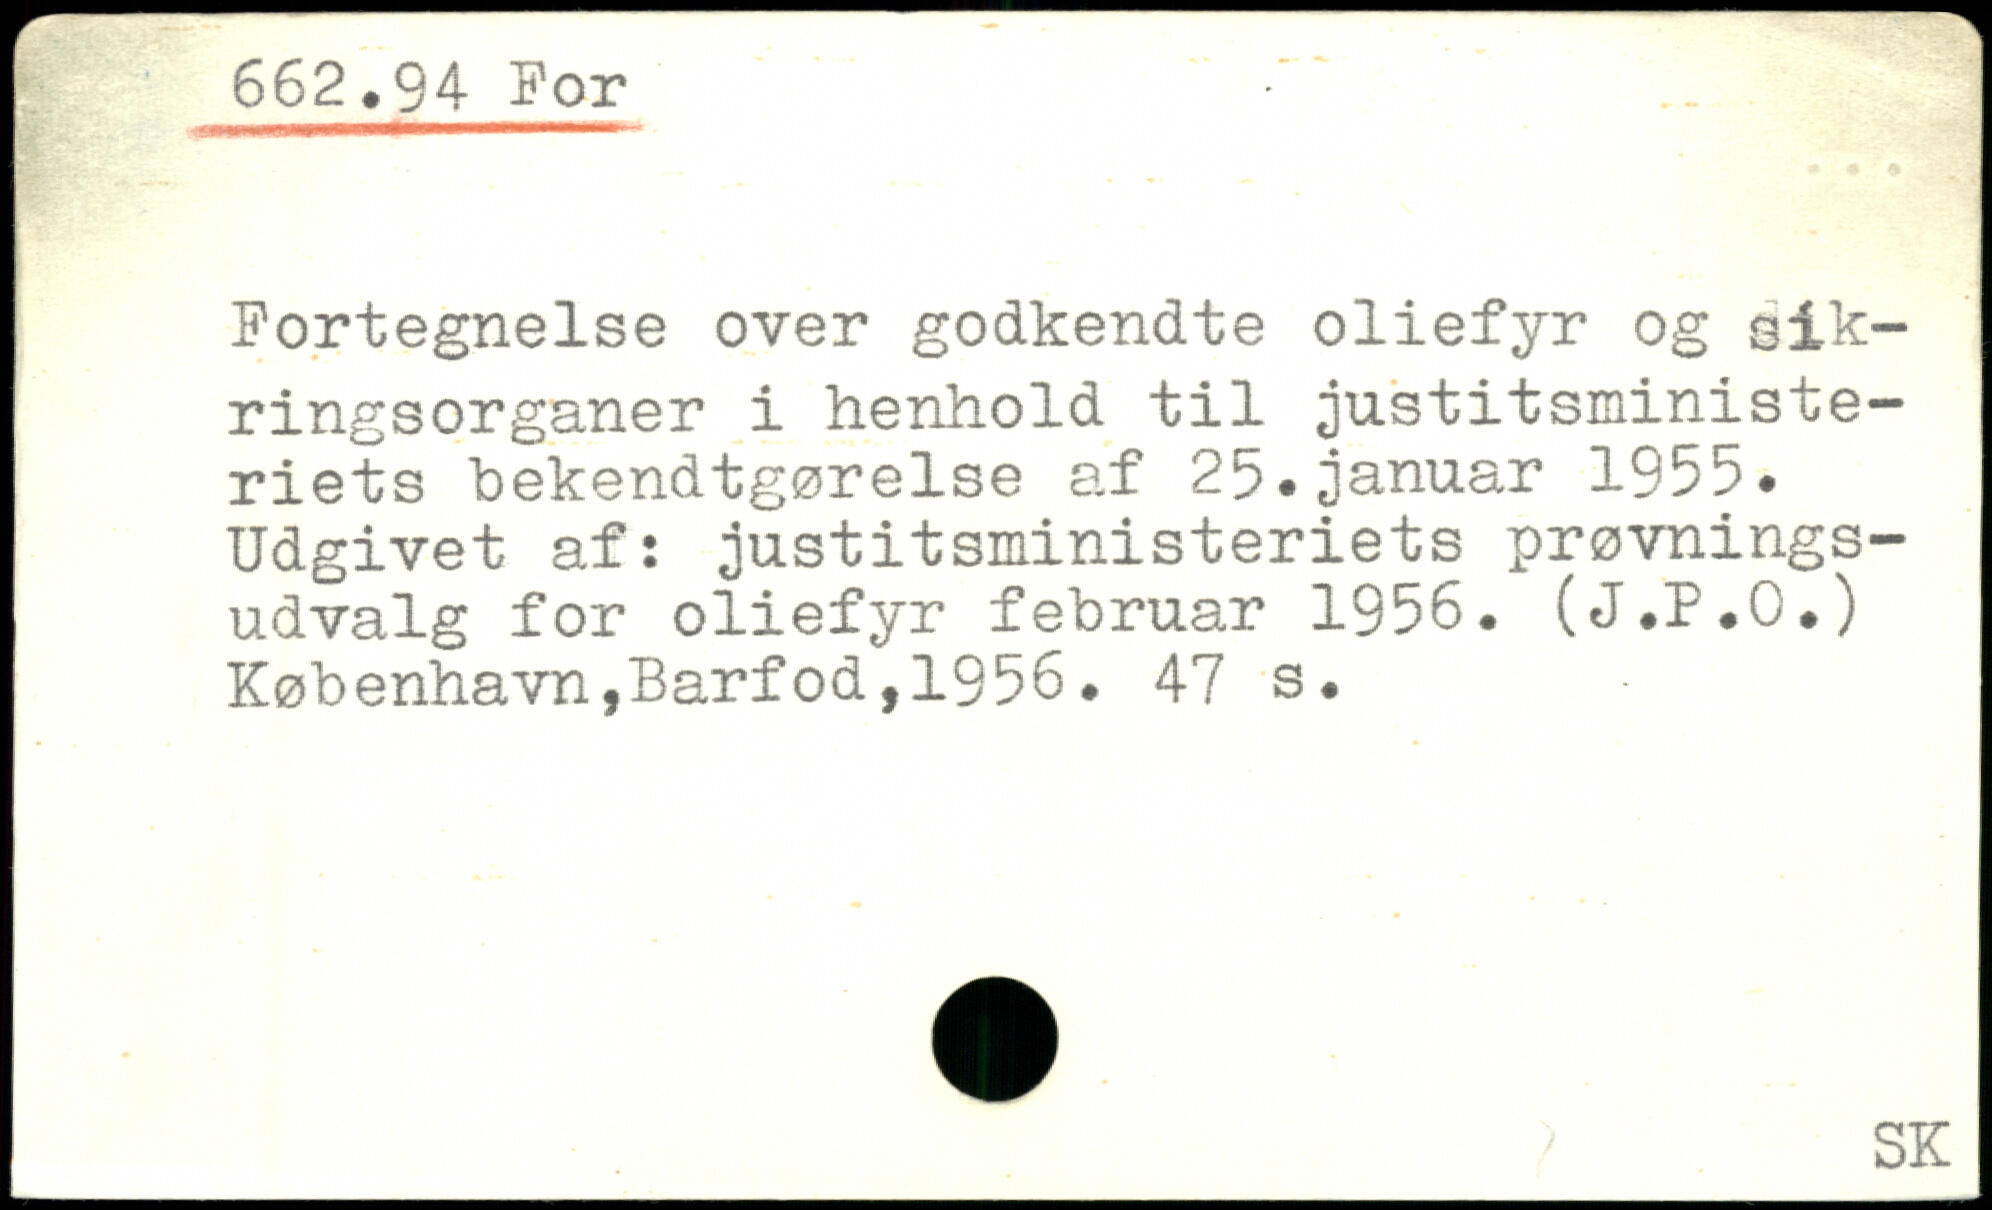 662.94 For
Fortegnelse over godkendte oliefyr og sik-
ringsorganer i henhold til justitsministe-
riets bekendtgørelse af 25.januar 1955.
Udgivet af: justitsministeriets prøvnings-
udvalg for oliefyr februar 1956. (J.P.O.)
København,Barfod,1956. 47 s.
SK